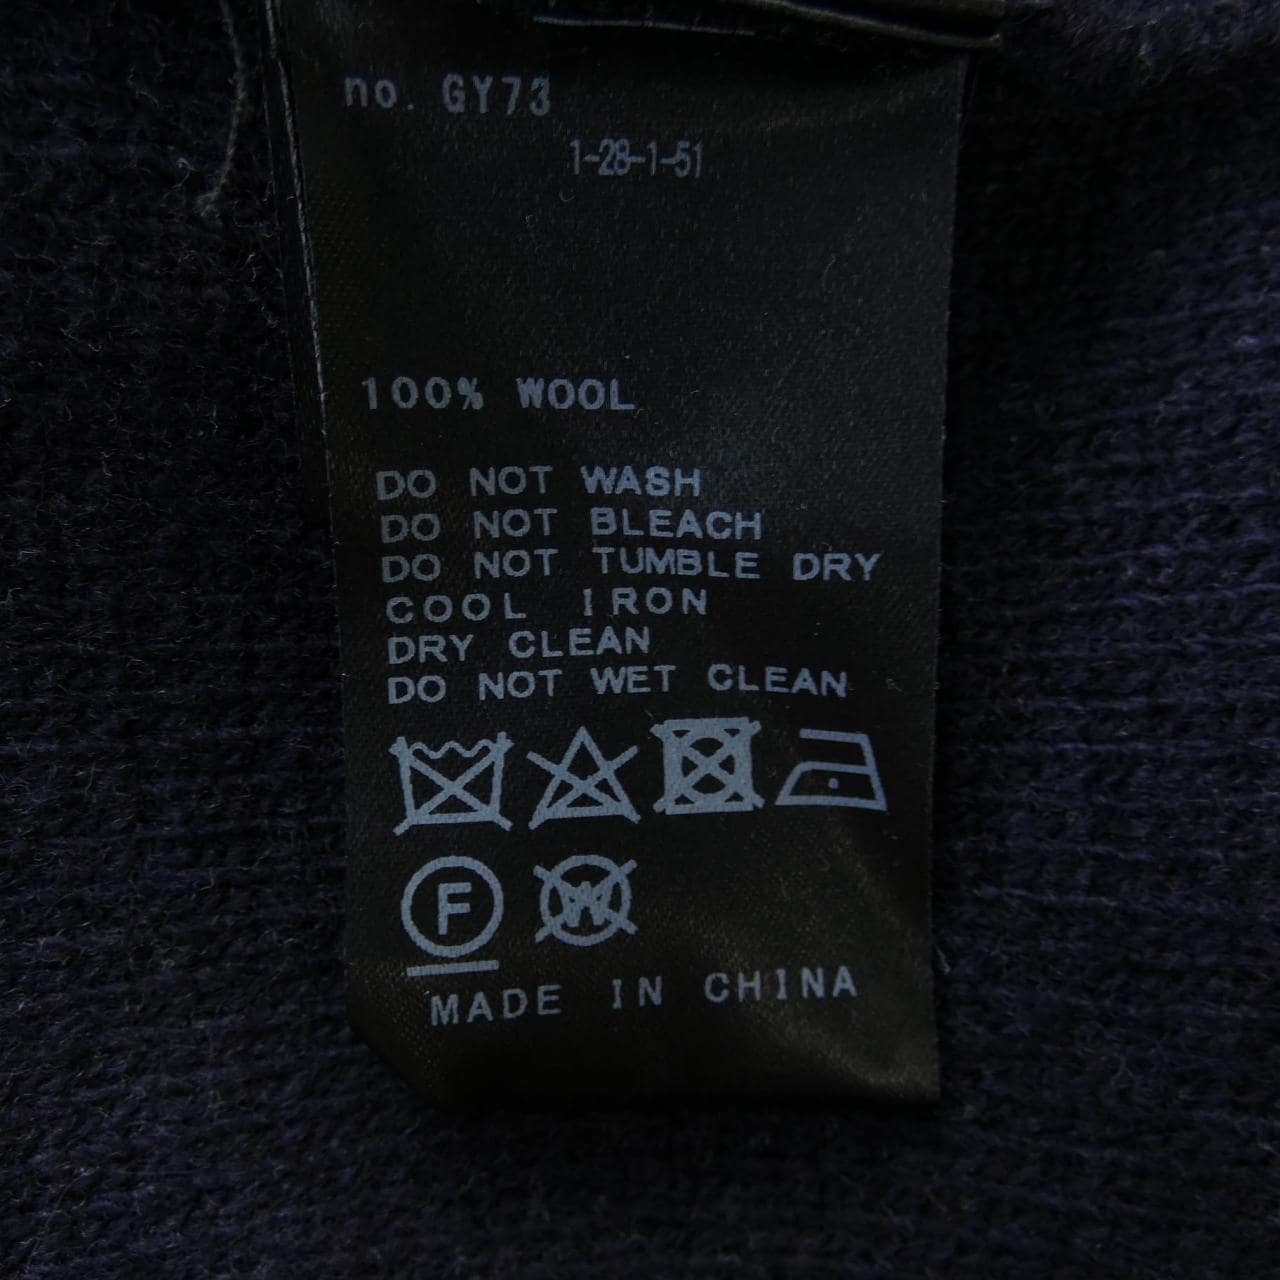 no. GY73
1-28-1-51
100% WOOL
DO NOT WASH
DO NOT BLEACH
DO NOT TUMBLE DRY
COOL IRON
DRY CLEAN
DO NOT WET CLEAN
F W
MADE IN CHINA